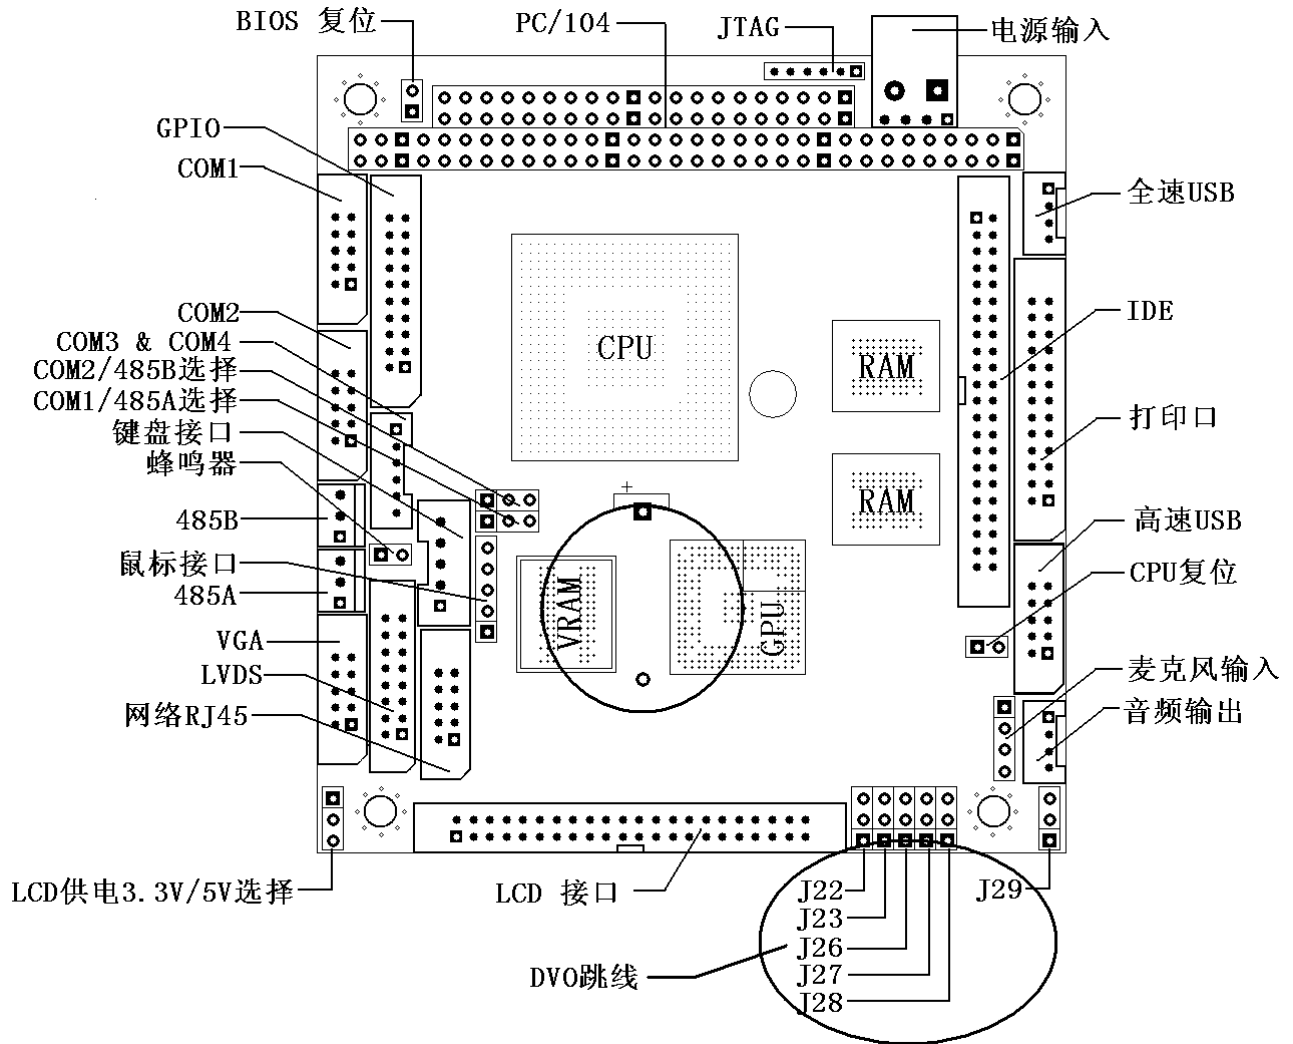 BIOS 复位
PC/104
JTAG
电源输入
GPIO
COM1
全速USB
COM2
IDE
COM3 & COM4
COM2/485B选择
COM1/485A选择
CPU
RAM
键盘接口
打印口
蜂鸣器
485B
RAM
高速USB
鼠标接口
CPU复位
485A
+
VRAM
GPU
VGA
麦克风输入
LVDS
音频输出
网络RJ45
LCD供电3.3V/5V选择
LCD 接口
J22
J29
J23
J26
DVO跳线
J27
J28